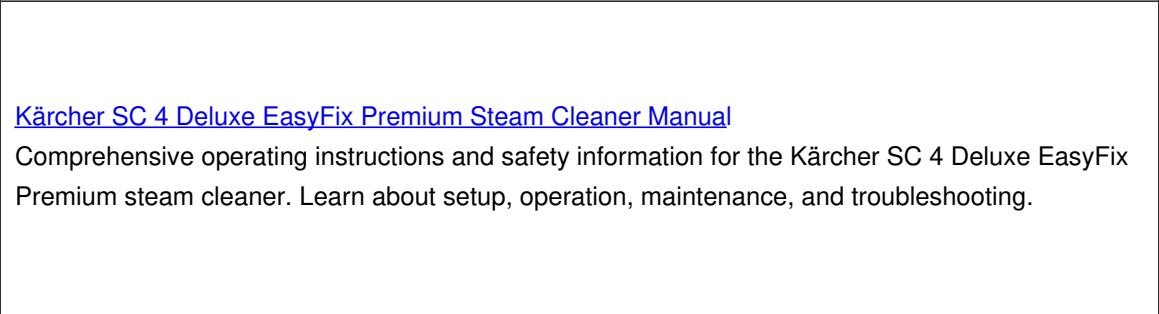 Kärcher SC 4 Deluxe EasyFix Premium Steam Cleaner Manual
Comprehensive operating instructions and safety information for the Kärcher SC 4 Deluxe EasyFix
Premium steam cleaner. Learn about setup, operation, maintenance, and troubleshooting.